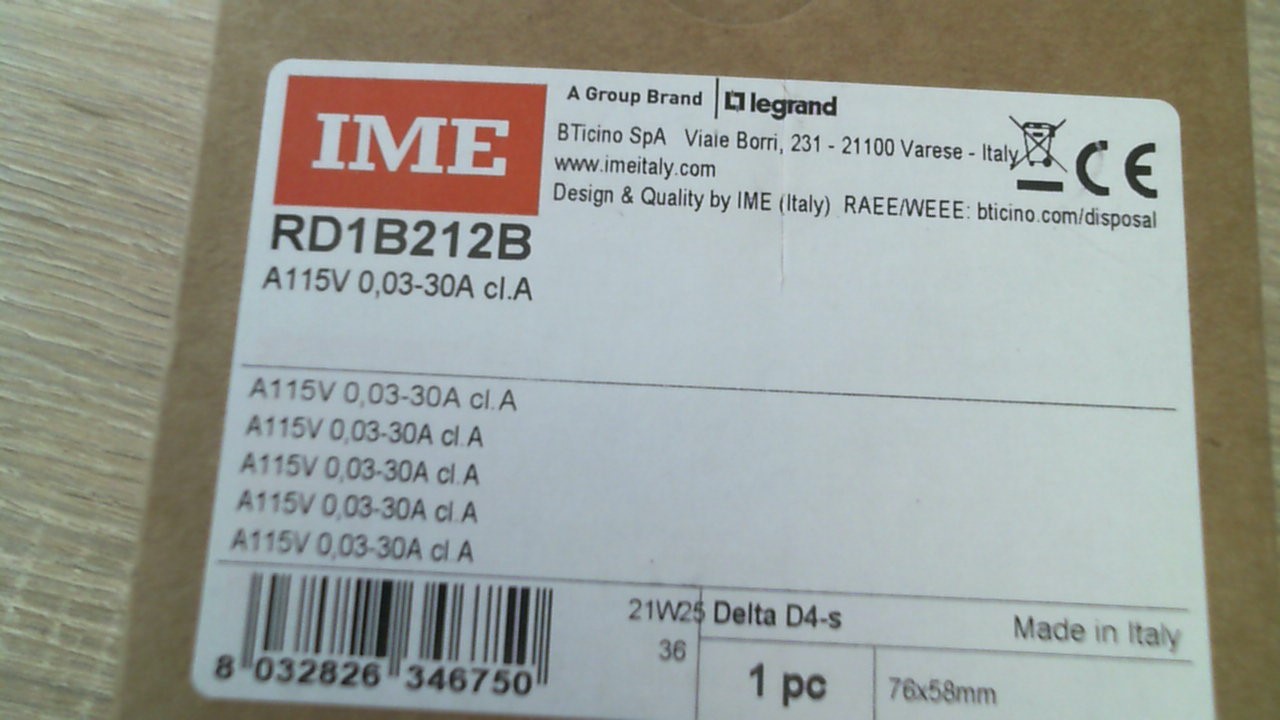 IME
A Group Brand | legrand
BTicino SpA Viale Borri, 231 - 21100 Varese - Italy
www.imeitaly.com
Design & Quality by IME (Italy) RAEE/WEEE: bticino.com/disposal
CE
RD1B212B
A115V 0,03-30A cl.A
A115V 0,03-30A cl.A
A115V 0,03-30A cl.A
A115V 0,03-30A cl.A
A115V 0,03-30A cl.A
A115V 0,03-30A cl.A
21W25 Delta D4-s Made in Italy
36
1 pc 76x58mm
8 032826 346750